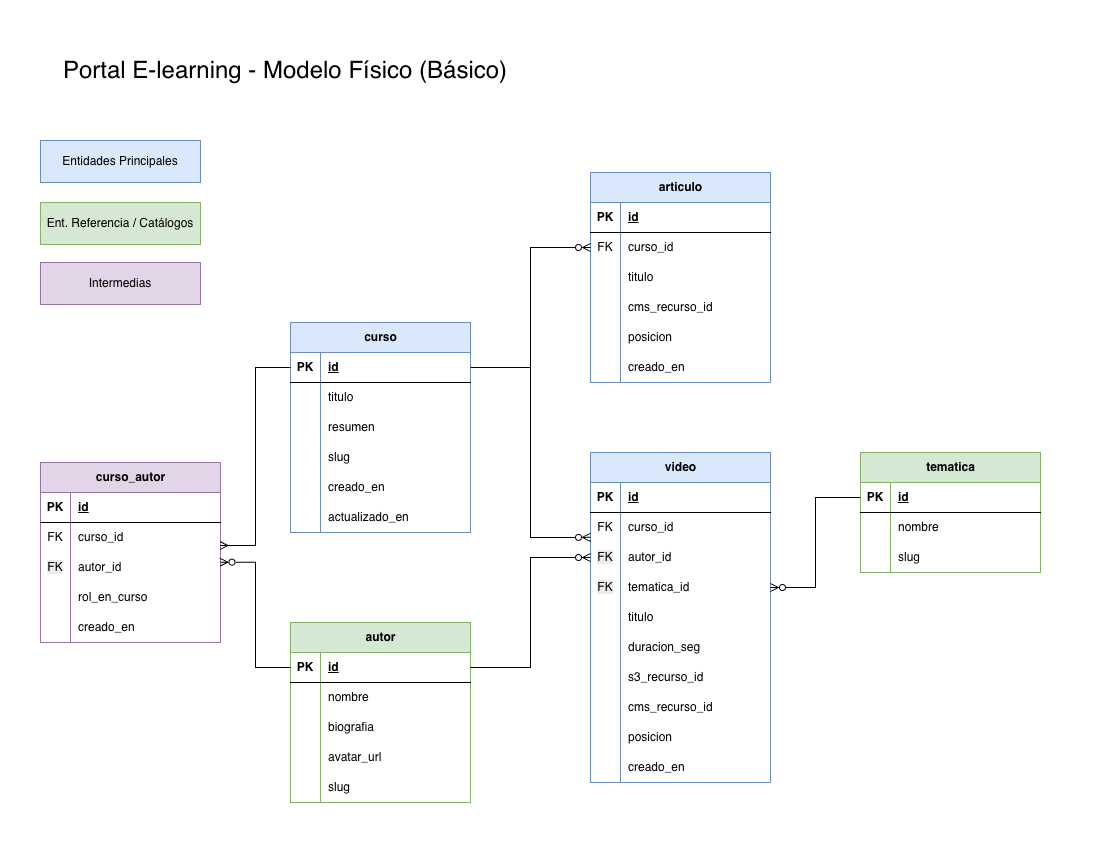 Portal E-learning - Modelo Físico (Básico)
Entidades Principales
Ent. Referencia / Catálogos
Intermedias
articulo
PK id
FK curso_id
titulo
cms_recurso_id
posicion
creado_en
curso
PK id
titulo
resumen
slug
creado_en
actualizado_en
curso_autor
PK id
FK curso_id
FK autor_id
rol_en_curso
creado_en
video
PK id
FK curso_id
FK autor_id
FK tematica_id
titulo
duracion_seg
s3_recurso_id
cms_recurso_id
posicion
creado_en
tematica
PK id
nombre
slug
autor
PK id
nombre
biografia
avatar_url
slug